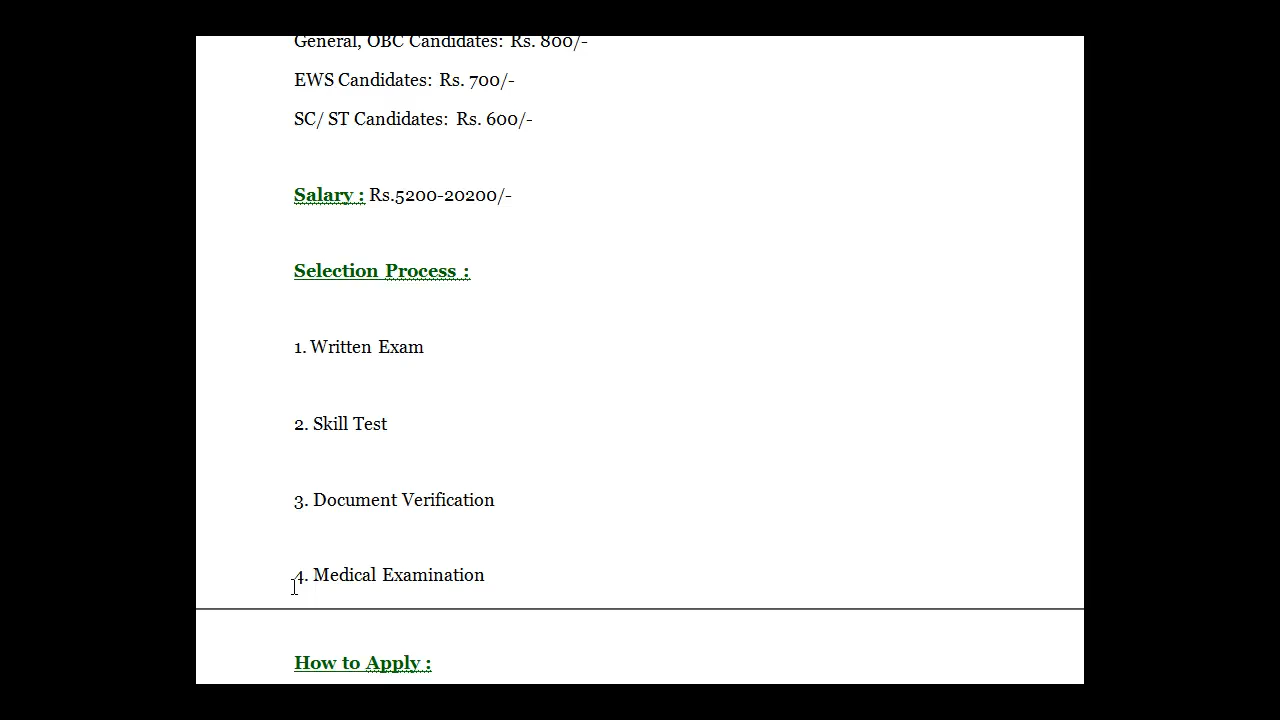 General, OBC Candidates: Rs. 800/-
EWS Candidates: Rs. 700/-
SC/ ST Candidates: Rs. 600/-
Salary : Rs.5200-20200/-
Selection Process :
1. Written Exam
2. Skill Test
3. Document Verification
4. Medical Examination
How to Apply :